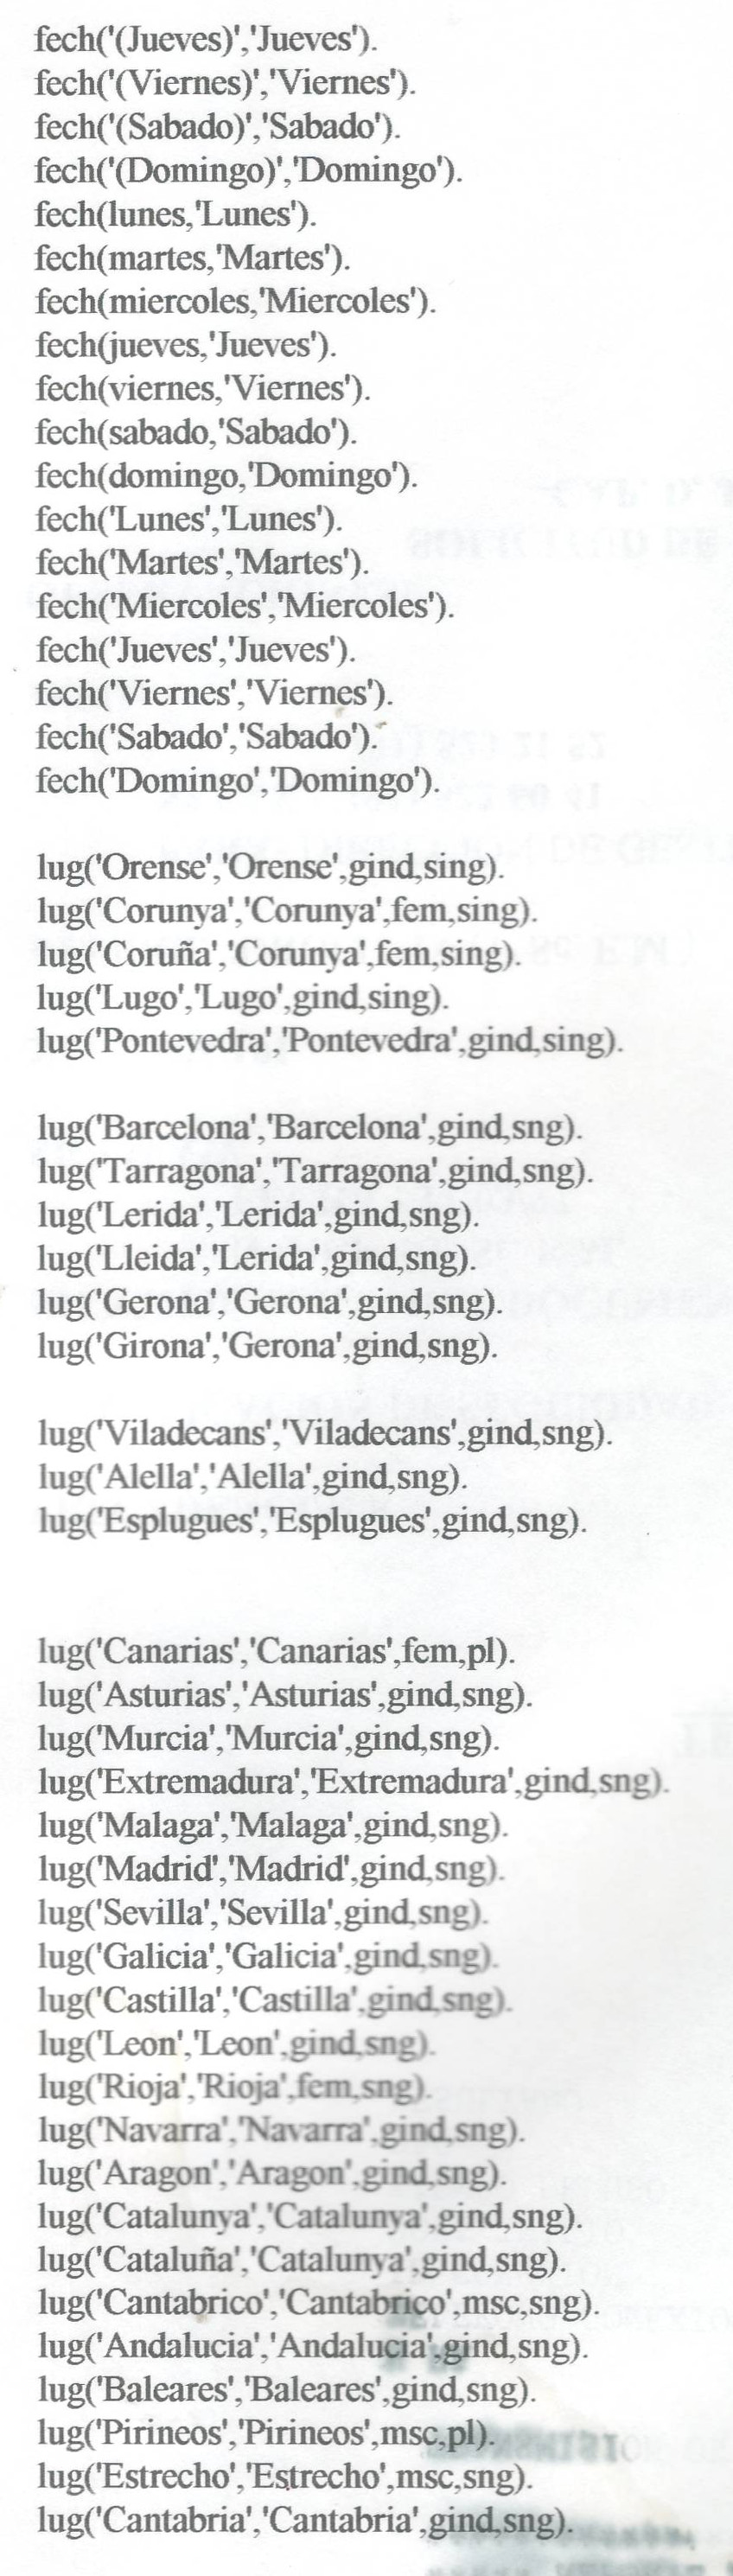 fech('(Jueves)','Jueves').
fech('(Viernes)','Viernes').
fech('(Sabado)','Sabado').
fech('(Domingo)','Domingo').
fech(lunes,'Lunes').
fech(martes,'Martes').
fech(miercoles,'Miercoles').
fech(jueves,'Jueves').
fech(viernes,'Viernes').
fech(sabado,'Sabado').
fech(domingo,'Domingo').
fech('Lunes','Lunes').
fech('Martes','Martes').
fech('Miercoles','Miercoles').
fech('Jueves','Jueves').
fech('Viernes','Viernes').
fech('Sabado','Sabado').
fech('Domingo','Domingo').
lug('Orense','Orense',gind,sing).
lug('Corunya','Corunya',fem,sing).
lug('Coruña','Corunya',fem,sing).
lug('Lugo','Lugo',gind,sing).
lug('Pontevedra','Pontevedra',gind,sing).
lug('Barcelona','Barcelona',gind,sng).
lug('Tarragona','Tarragona',gind,sng).
lug('Lerida','Lerida',gind,sng).
lug('Lleida','Lerida',gind,sng).
lug('Gerona','Gerona',gind,sng).
lug('Girona','Gerona',gind,sng).
lug('Viladecans','Viladecans',gind,sng).
lug('Alella','Alella',gind,sng).
lug('Esplugues','Esplugues',gind,sng).
lug('Canarias','Canarias',fem,pl).
lug('Asturias','Asturias',gind,sng).
lug('Murcia','Murcia',gind,sng).
lug('Extremadura','Extremadura',gind,sng).
lug('Malaga','Malaga',gind,sng).
lug('Madrid','Madrid',gind,sng).
lug('Sevilla','Sevilla',gind,sng).
lug('Galicia','Galicia',gind,sng).
lug('Castilla','Castilla',gind,sng).
lug('Leon','Leon',gind,sng).
lug('Rioja','Rioja',fem,sng).
lug('Navarra','Navarra',gind,sng).
lug('Aragon','Aragon',gind,sng).
lug('Catalunya','Catalunya',gind,sng).
lug('Cataluña','Catalunya',gind,sng).
lug('Cantabrico','Cantabrico',msc,sng).
lug('Andalucia','Andalucia',gind,sng).
lug('Baleares','Baleares',gind,sng).
lug('Pirineos','Pirineos',msc,pl).
lug('Estrecho','Estrecho',msc,sng).
lug('Cantabria','Cantabria',gind,sng).